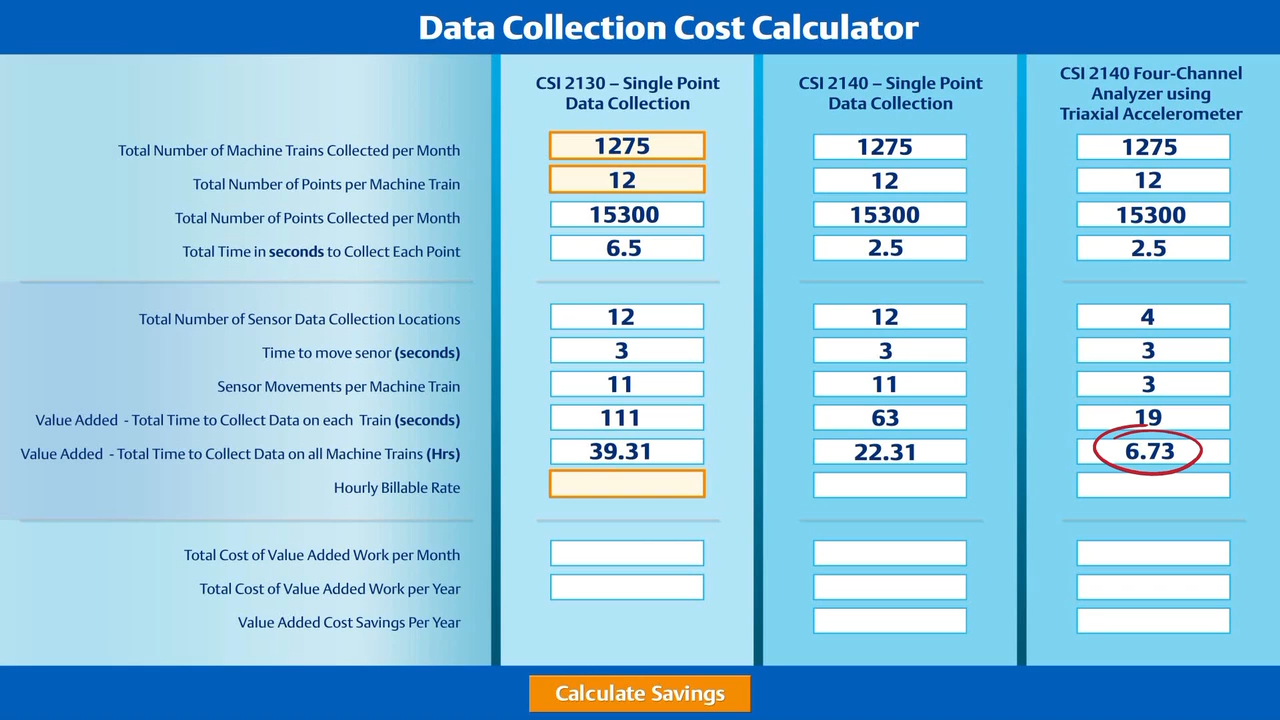 Data Collection Cost Calculator
CSI 2130 – Single Point
Data Collection
CSI 2140 – Single Point
Data Collection
CSI 2140 Four-Channel
Analyzer using
Triaxial Accelerometer
Total Number of Machine Trains Collected per Month 1275 1275 1275
Total Number of Points per Machine Train 12 12 12
Total Number of Points Collected per Month 15300 15300 15300
Total Time in seconds to Collect Each Point 6.5 2.5 2.5
Total Number of Sensor Data Collection Locations 12 12 4
Time to move senor (seconds) 3 3 3
Sensor Movements per Machine Train 11 11 3
Value Added - Total Time to Collect Data on each Train (seconds) 111 63 19
Value Added - Total Time to Collect Data on all Machine Trains (Hrs) 39.31 22.31 6.73
Hourly Billable Rate
Total Cost of Value Added Work per Month
Total Cost of Value Added Work per Year
Value Added Cost Savings Per Year
Calculate Savings